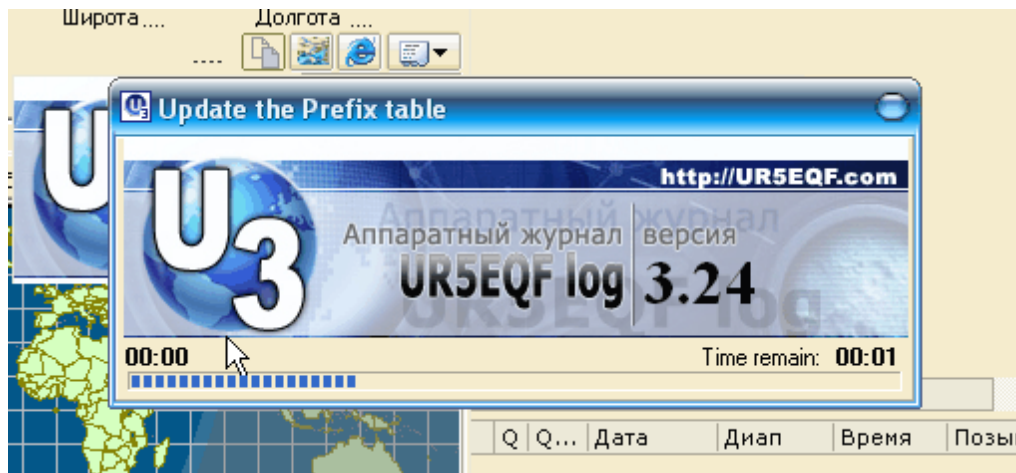 Широта.... Долгота ....
....
Update the Prefix table
http://UR5EQF.com
U3
Аппаратный журнал версия
UR5EQF log 3.24
00:00 Time remain: 00:01
Q Q... Дата Диап Время Позы